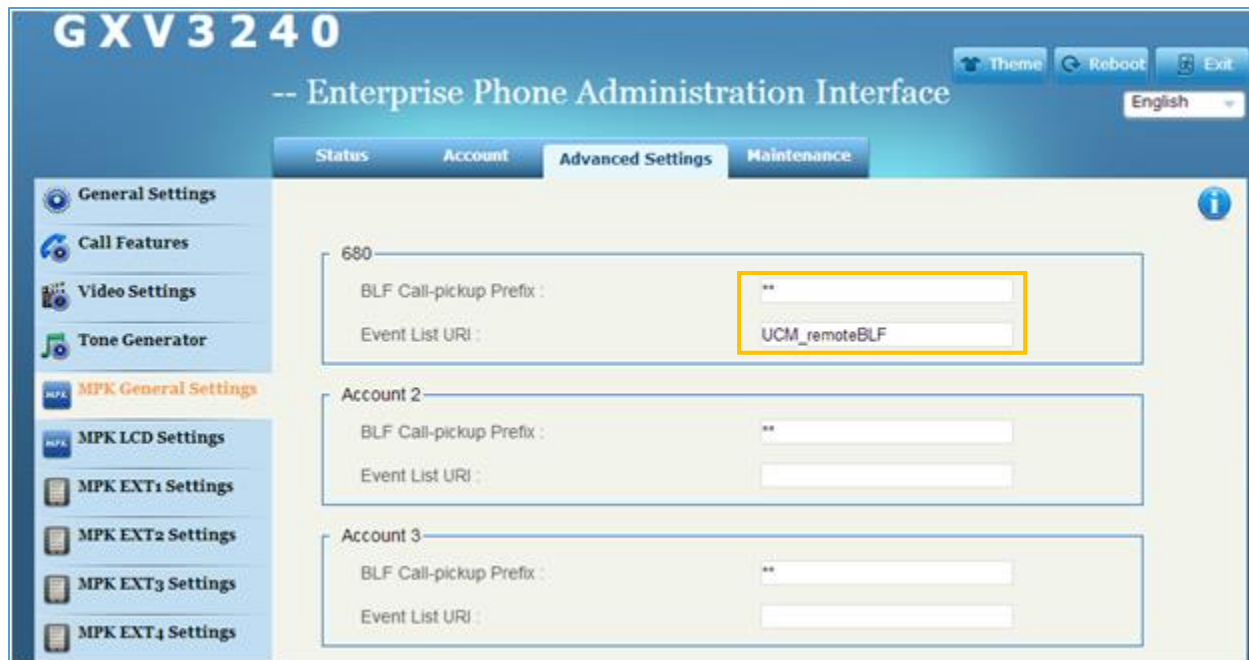 GXV3240
-- Enterprise Phone Administration Interface
Theme
Reboot
Exit
English
Status
Account
Advanced Settings
Maintenance
General Settings
Call Features
Video Settings
Tone Generator
MPK General Settings
MPK LCD Settings
MPK EXT1 Settings
MPK EXT2 Settings
MPK EXT3 Settings
MPK EXT4 Settings
680
BLF Call-pickup Prefix : **
Event List URI : UCM_remoteBLF
Account 2
BLF Call-pickup Prefix : **
Event List URI :
Account 3
BLF Call-pickup Prefix : **
Event List URI :